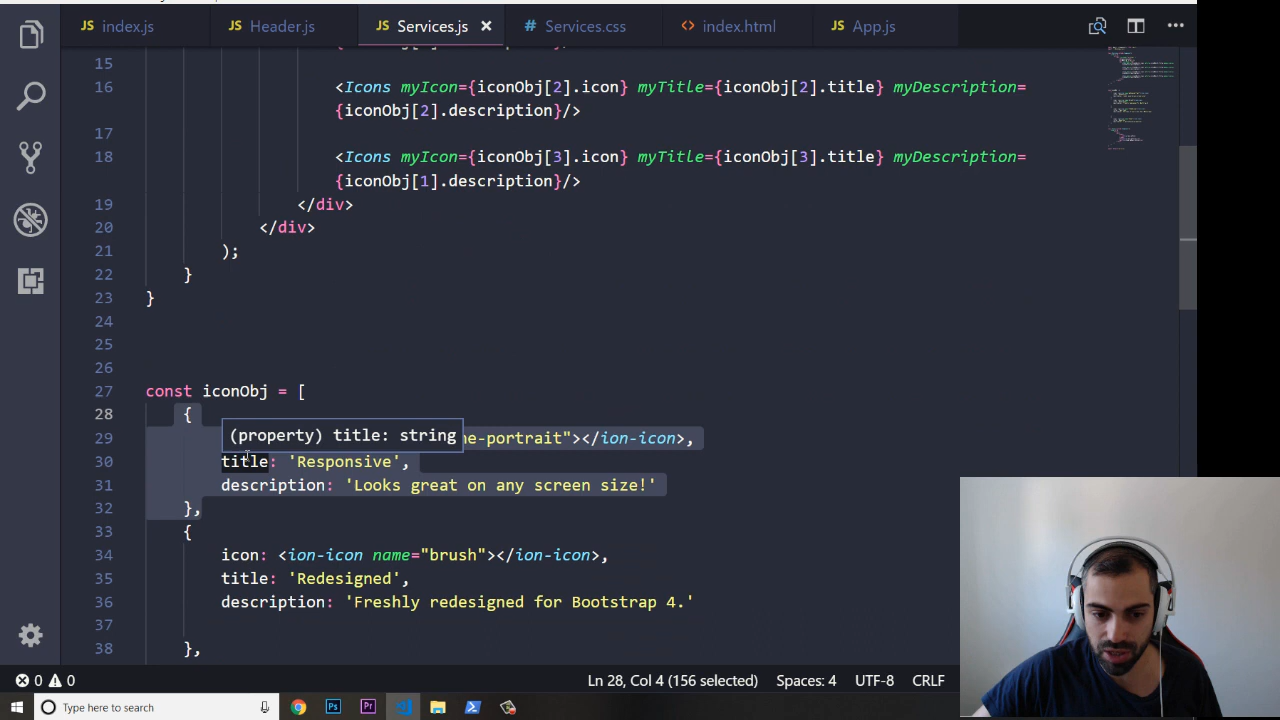 JS index.js
JS Header.js
JS Services.js
# Services.css
<> index.html
JS App.js
15
16 <Icons myIcon={iconObj[2].icon} myTitle={iconObj[2].title} myDescription=
{iconObj[2].description}/>
17
18 <Icons myIcon={iconObj[3].icon} myTitle={iconObj[3].title} myDescription=
{iconObj[1].description}/>
19 </div>
20 </div>
21 );
22 }
23 }
24
25
26
27 const iconObj = [
28 {
(property) title: string
29 ne-portrait"></ion-icon>,
30 title: 'Responsive',
31 description: 'Looks great on any screen size!'
32 },
33 {
34 icon: <ion-icon name="brush"></ion-icon>,
35 title: 'Redesigned',
36 description: 'Freshly redesigned for Bootstrap 4.'
37
38 },
0 0
Ln 28, Col 4 (156 selected)
Spaces: 4
UTF-8
CRLF
Type here to search
Ps
Pr